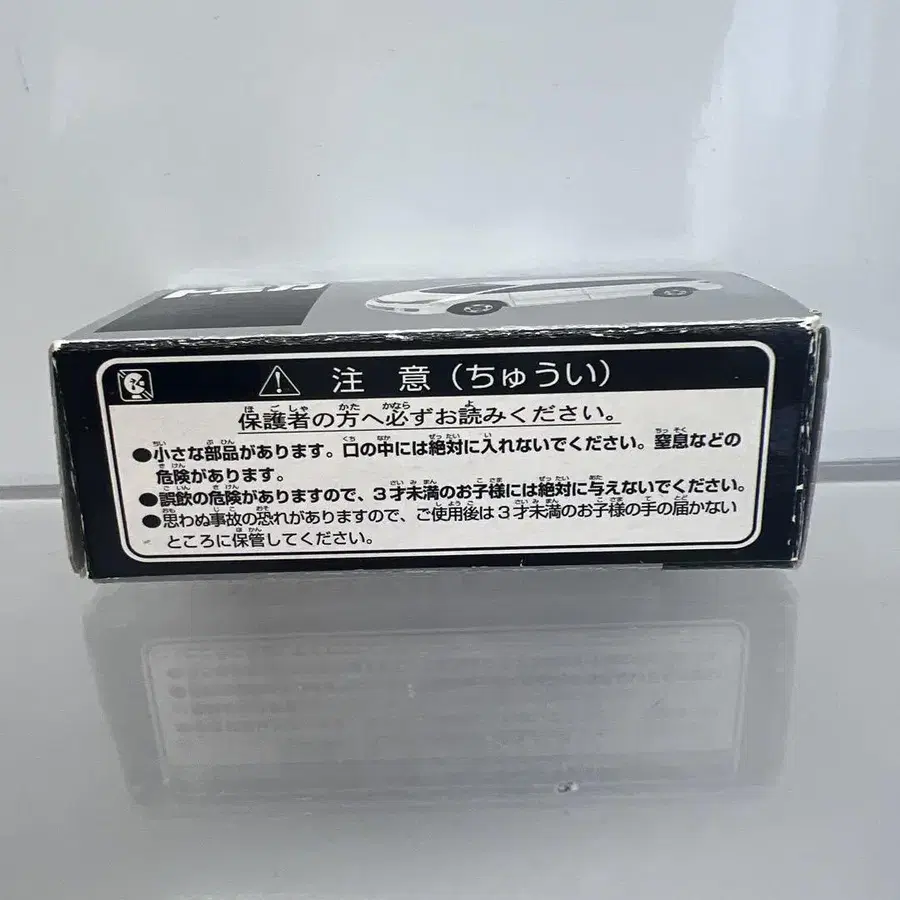 トミカ
注 意 (ちゅうい)
保護者の方へ必ずお読みください。
●小さな部品があります。口の中には絶対に入れないでください。窒息などの
危険があります。
●誤飲の危険がありますので、3才未満のお子様には絶対に与えないでください。
●思わぬ事故の恐れがありますので、ご使用後は3才未満のお子様の手の届かない
ところに保管してください。